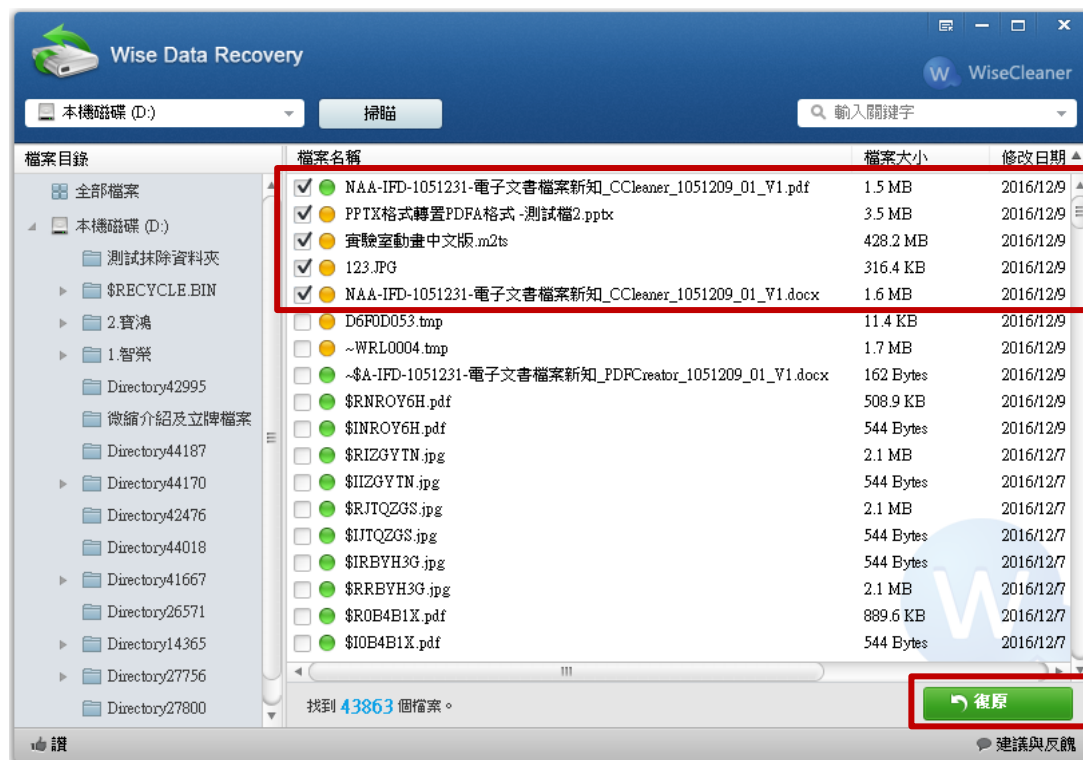 Wise Data Recovery
WiseCleaner
本機磁碟 (D:)
掃瞄
輸入關鍵字
檔案目錄
檔案名稱 檔案大小 修改日期
全部檔案
本機磁碟 (D:)
測試抹除資料夾
$RECYCLE.BIN
2.寶鴻
1.智榮
Directory42995
微縮介紹及立牌檔案
Directory44187
Directory44170
Directory42476
Directory44018
Directory41667
Directory26571
Directory14365
Directory27756
Directory27800
NAA-IFD-1051231-電子文書檔案新知_CCleaner_1051209_01_V1.pdf 1.5 MB 2016/12/9
PPTX格式轉置PDFA格式 -測試檔2.pptx 3.5 MB 2016/12/9
實驗室動畫中文版.m2ts 428.2 MB 2016/12/9
123.JPG 316.4 KB 2016/12/9
NAA-IFD-1051231-電子文書檔案新知_CCleaner_1051209_01_V1.docx 1.6 MB 2016/12/9
D6F0D053.tmp 11.4 KB 2016/12/9
~WRL0004.tmp 1.7 MB 2016/12/9
~$A-IFD-1051231-電子文書檔案新知_PDFCreator_1051209_01_V1.docx 162 Bytes 2016/12/9
$RNROY6H.pdf 508.9 KB 2016/12/9
$INROY6H.pdf 544 Bytes 2016/12/9
$RIZGYTN.jpg 2.1 MB 2016/12/7
$IIZGYTN.jpg 544 Bytes 2016/12/7
$RJTQZGS.jpg 2.1 MB 2016/12/7
$IJTQZGS.jpg 544 Bytes 2016/12/7
$IRBYH3G.jpg 544 Bytes 2016/12/7
$RRBYH3G.jpg 2.1 MB 2016/12/7
$R0B4B1X.pdf 889.6 KB 2016/12/7
$I0B4B1X.pdf 544 Bytes 2016/12/7
找到 43863 個檔案。
復原
讚
建議與反餽